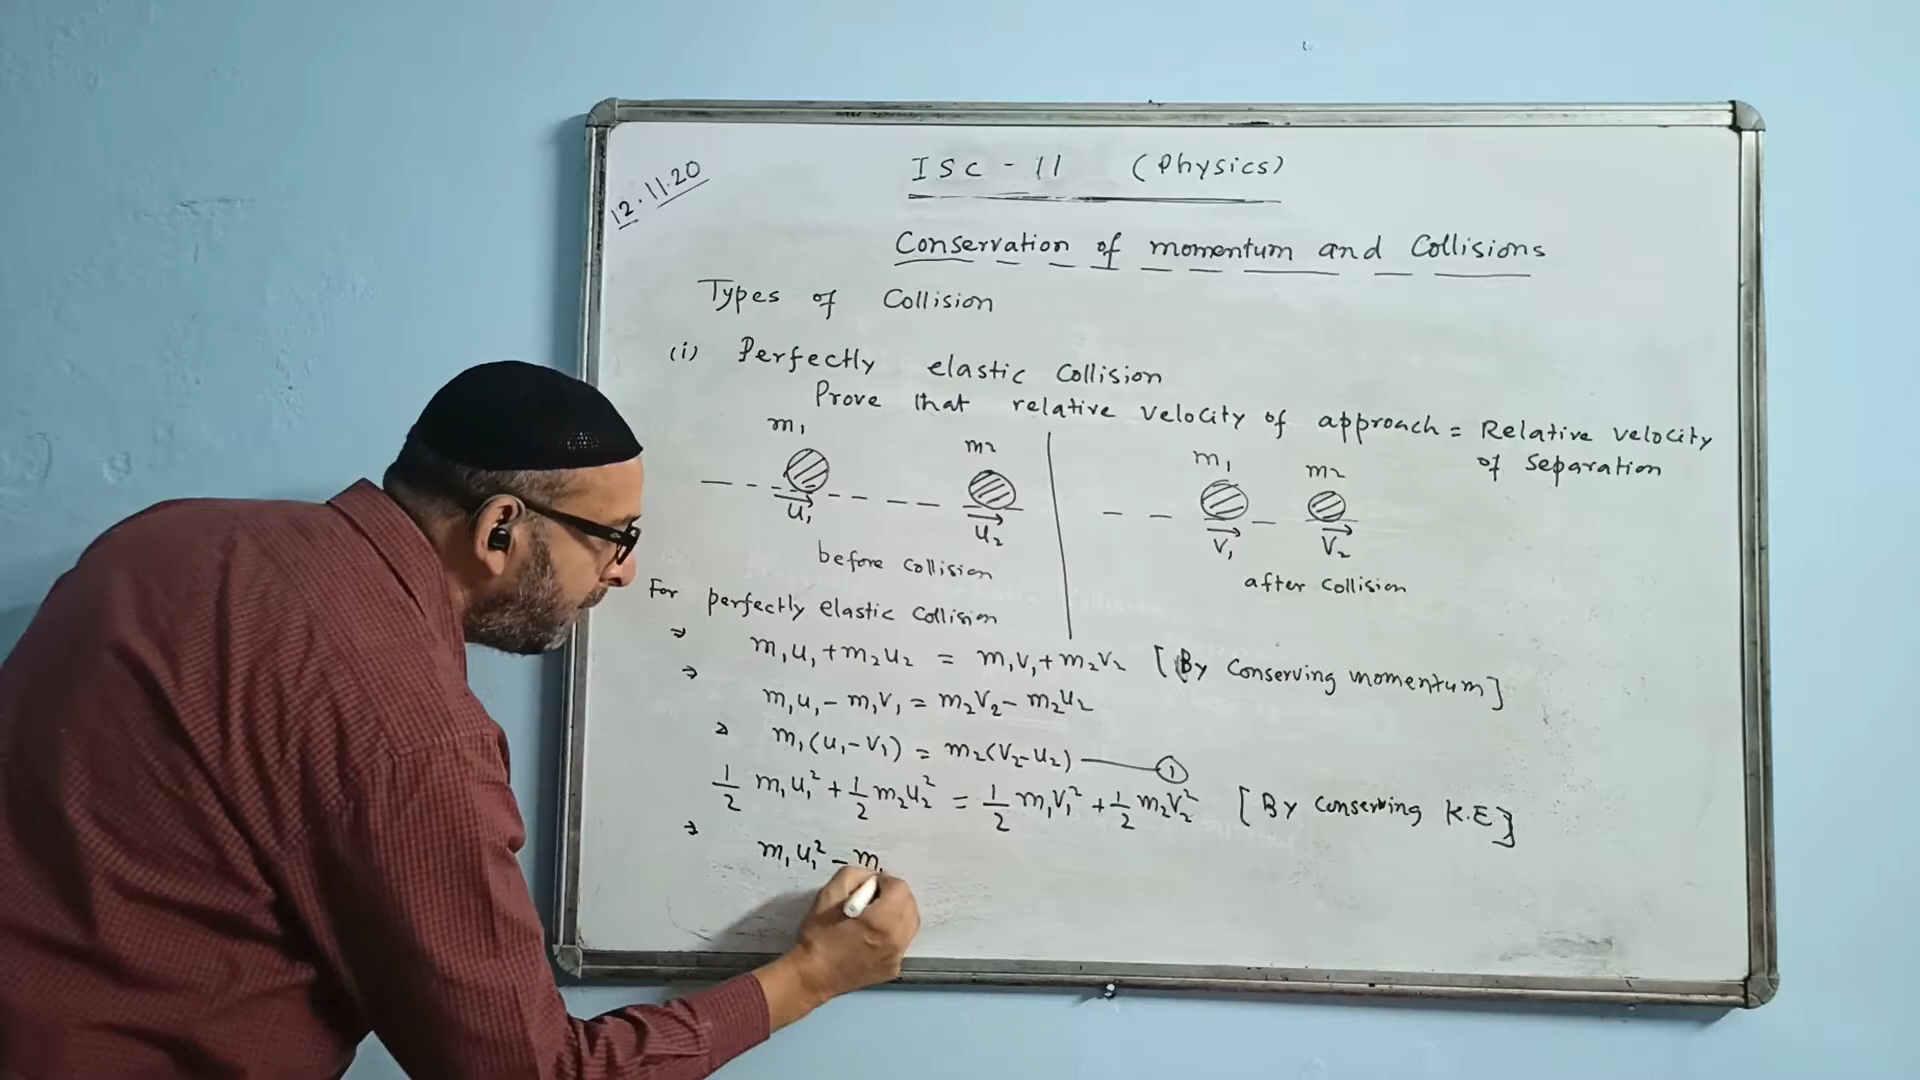 12.11.20
ISC - 11 (Physics)
Conservation of momentum and Collisions
Types of Collision
(i) Perfectly elastic Collision
Prove that relative velocity of approach = Relative velocity
of Separation
m₁ m₂ m₁ m₂
u₁ u₂ v₁ v₂
before Collision after Collision
For perfectly elastic Collision
⇒ m₁u₁ + m₂u₂ = m₁v₁ + m₂v₂ [By Conserving momentum]
⇒ m₁u₁ - m₁v₁ = m₂v₂ - m₂u₂
⇒ m₁(u₁ - v₁) = m₂(v₂ - u₂) ——— ①
½ m₁u₁² + ½ m₂u₂² = ½ m₁v₁² + ½ m₂v₂² [By Conserving K.E]
⇒ m₁u₁² - m₁